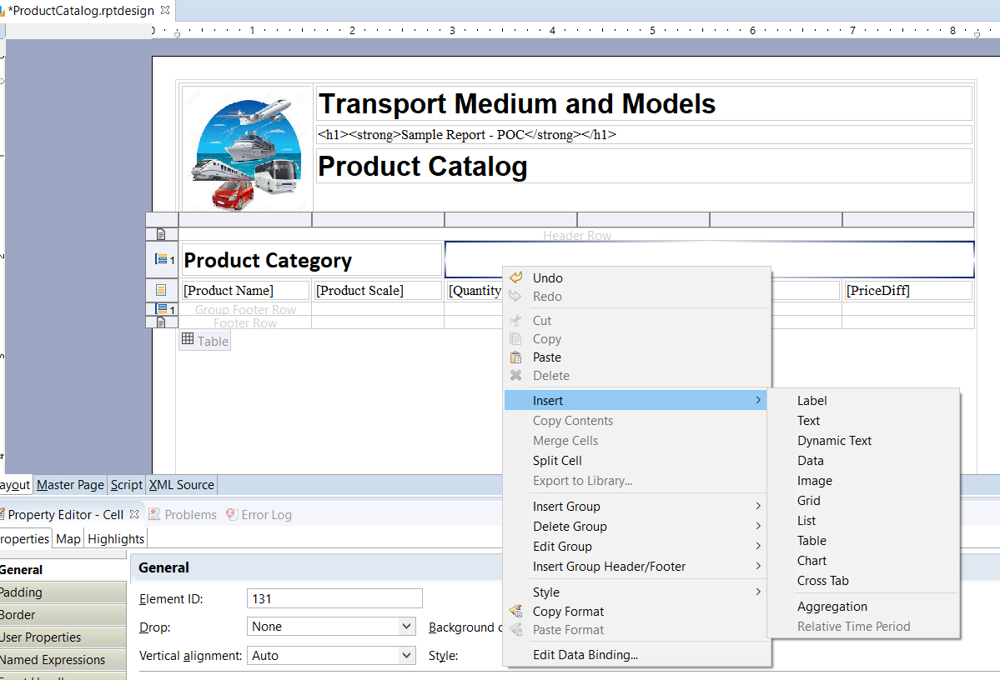 *ProductCatalog.rptdesign
0 1 2 3 4 5 6 7 8
Transport Medium and Models
<h1><strong>Sample Report - POC</strong></h1>
Product Catalog
Header Row
1 Product Category
[Product Name] [Product Scale] [Quantity [PriceDiff]
1 Group Footer Row
Footer Row
Table
Undo
Redo
Cut
Copy
Paste
Delete
Insert
Copy Contents
Merge Cells
Split Cell
Export to Library...
Insert Group
Delete Group
Edit Group
Insert Group Header/Footer
Style
Copy Format
Paste Format
Edit Data Binding...
Label
Text
Dynamic Text
Data
Image
Grid
List
Table
Chart
Cross Tab
Aggregation
Relative Time Period
ayout Master Page Script XML Source
Property Editor - Cell Problems Error Log
roperties Map Highlights
General
Padding
Border
User Properties
Named Expressions
General
Element ID: 131
Drop: None Background c
Vertical alignment: Auto Style: